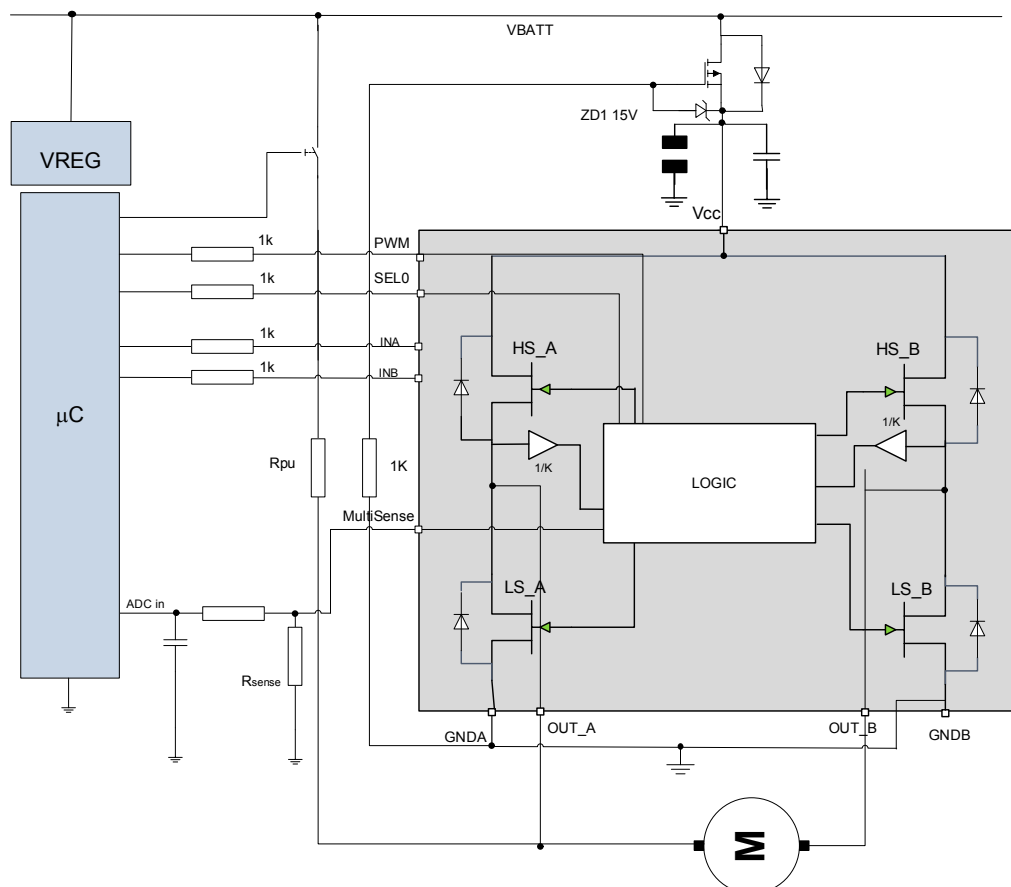 VBATT
ZD1 15V
VREG
Vcc
1k
PWM
1k
SEL0
1k
INA
1k
INB
HS_A
HS_B
μC
1/K
1/K
Rpu
1K
LOGIC
MultiSense
LS_A
LS_B
ADC in
Rsense
GNDA
OUT_A
OUT_B
GNDB
M